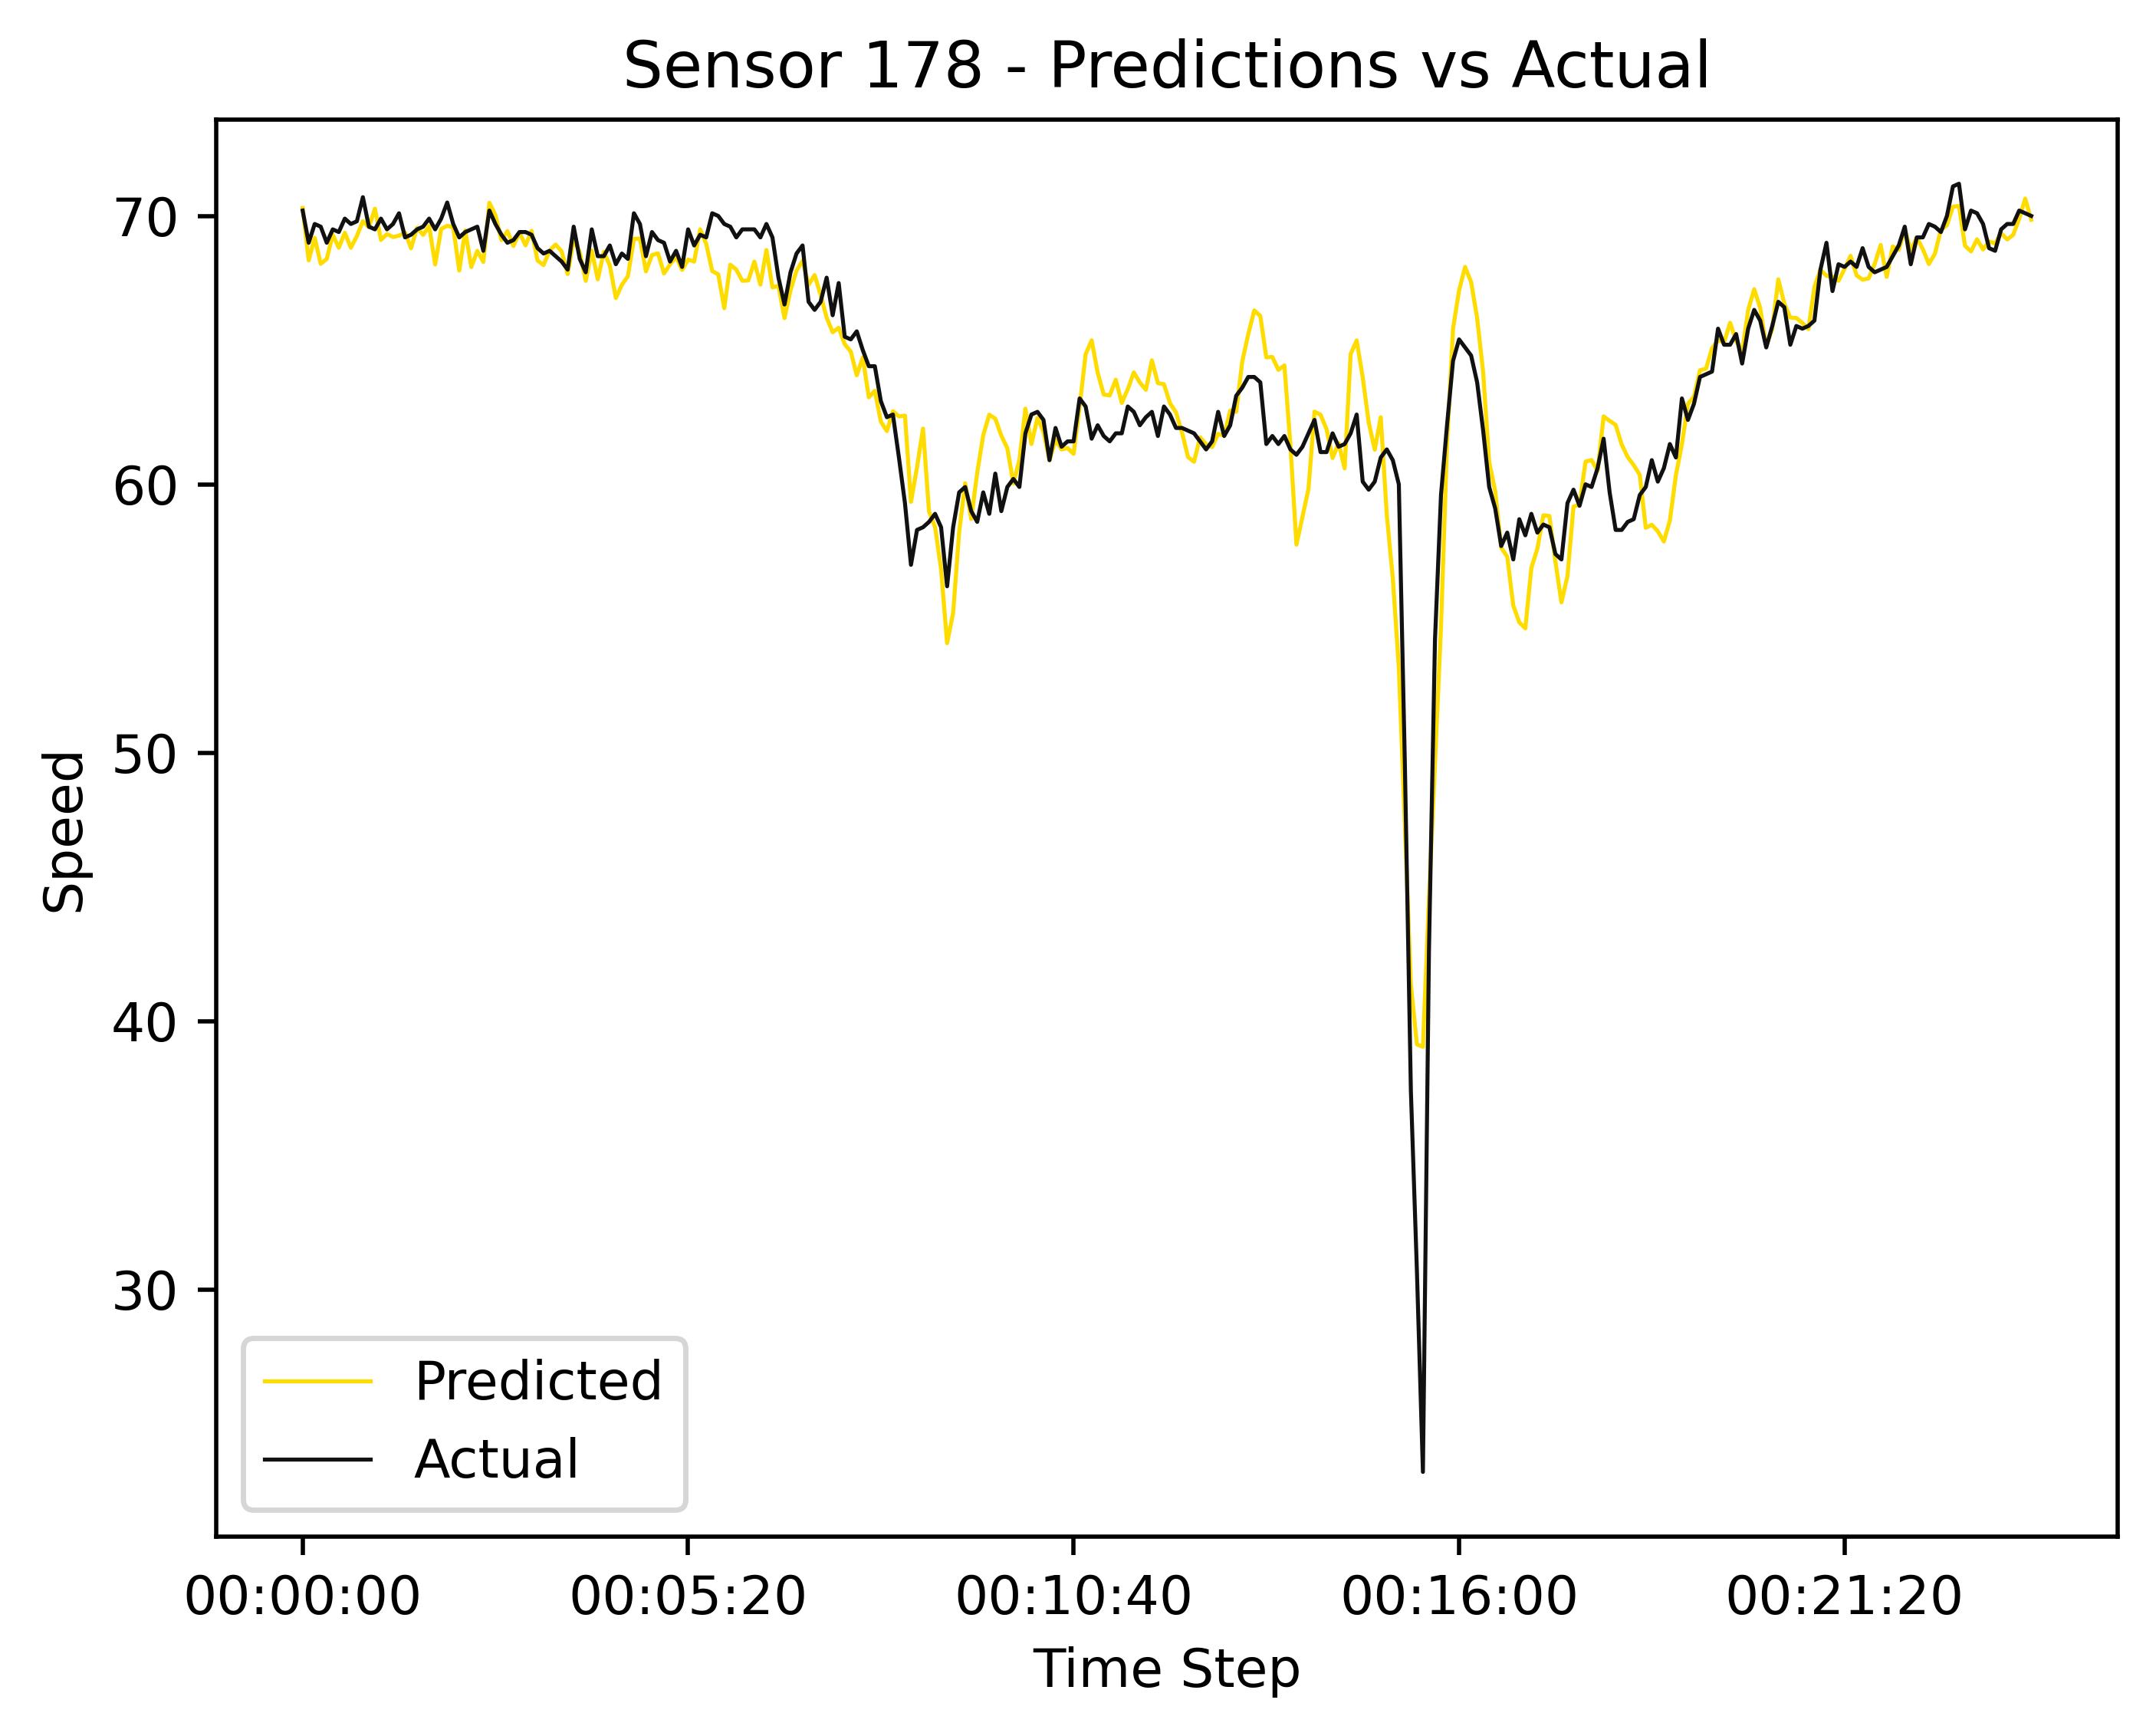 Sensor 178 - Predictions vs Actual
70
60
50
40
30
Speed
Predicted
Actual
00:00:00 00:05:20 00:10:40 00:16:00 00:21:20
Time Step